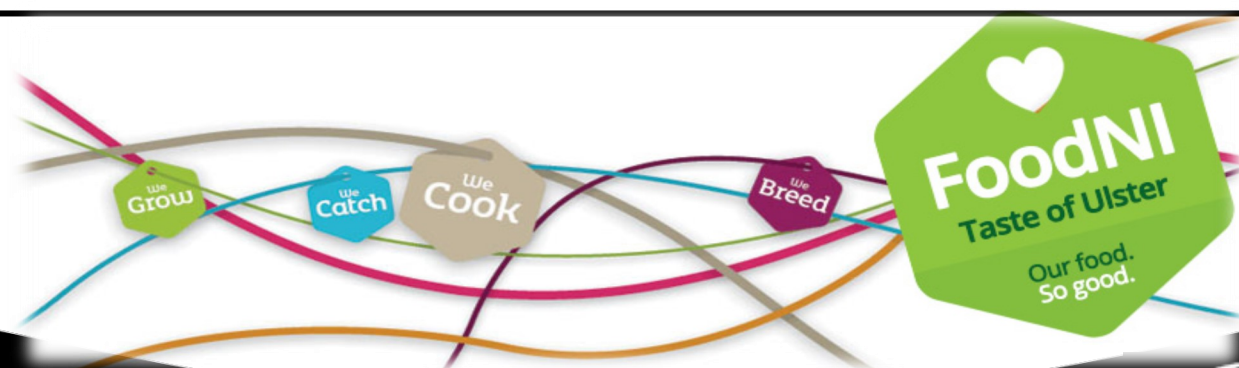 We
Grow
We
Catch
We
Cook
We
Breed
FoodNI
Taste of Ulster
Our food.
So good.